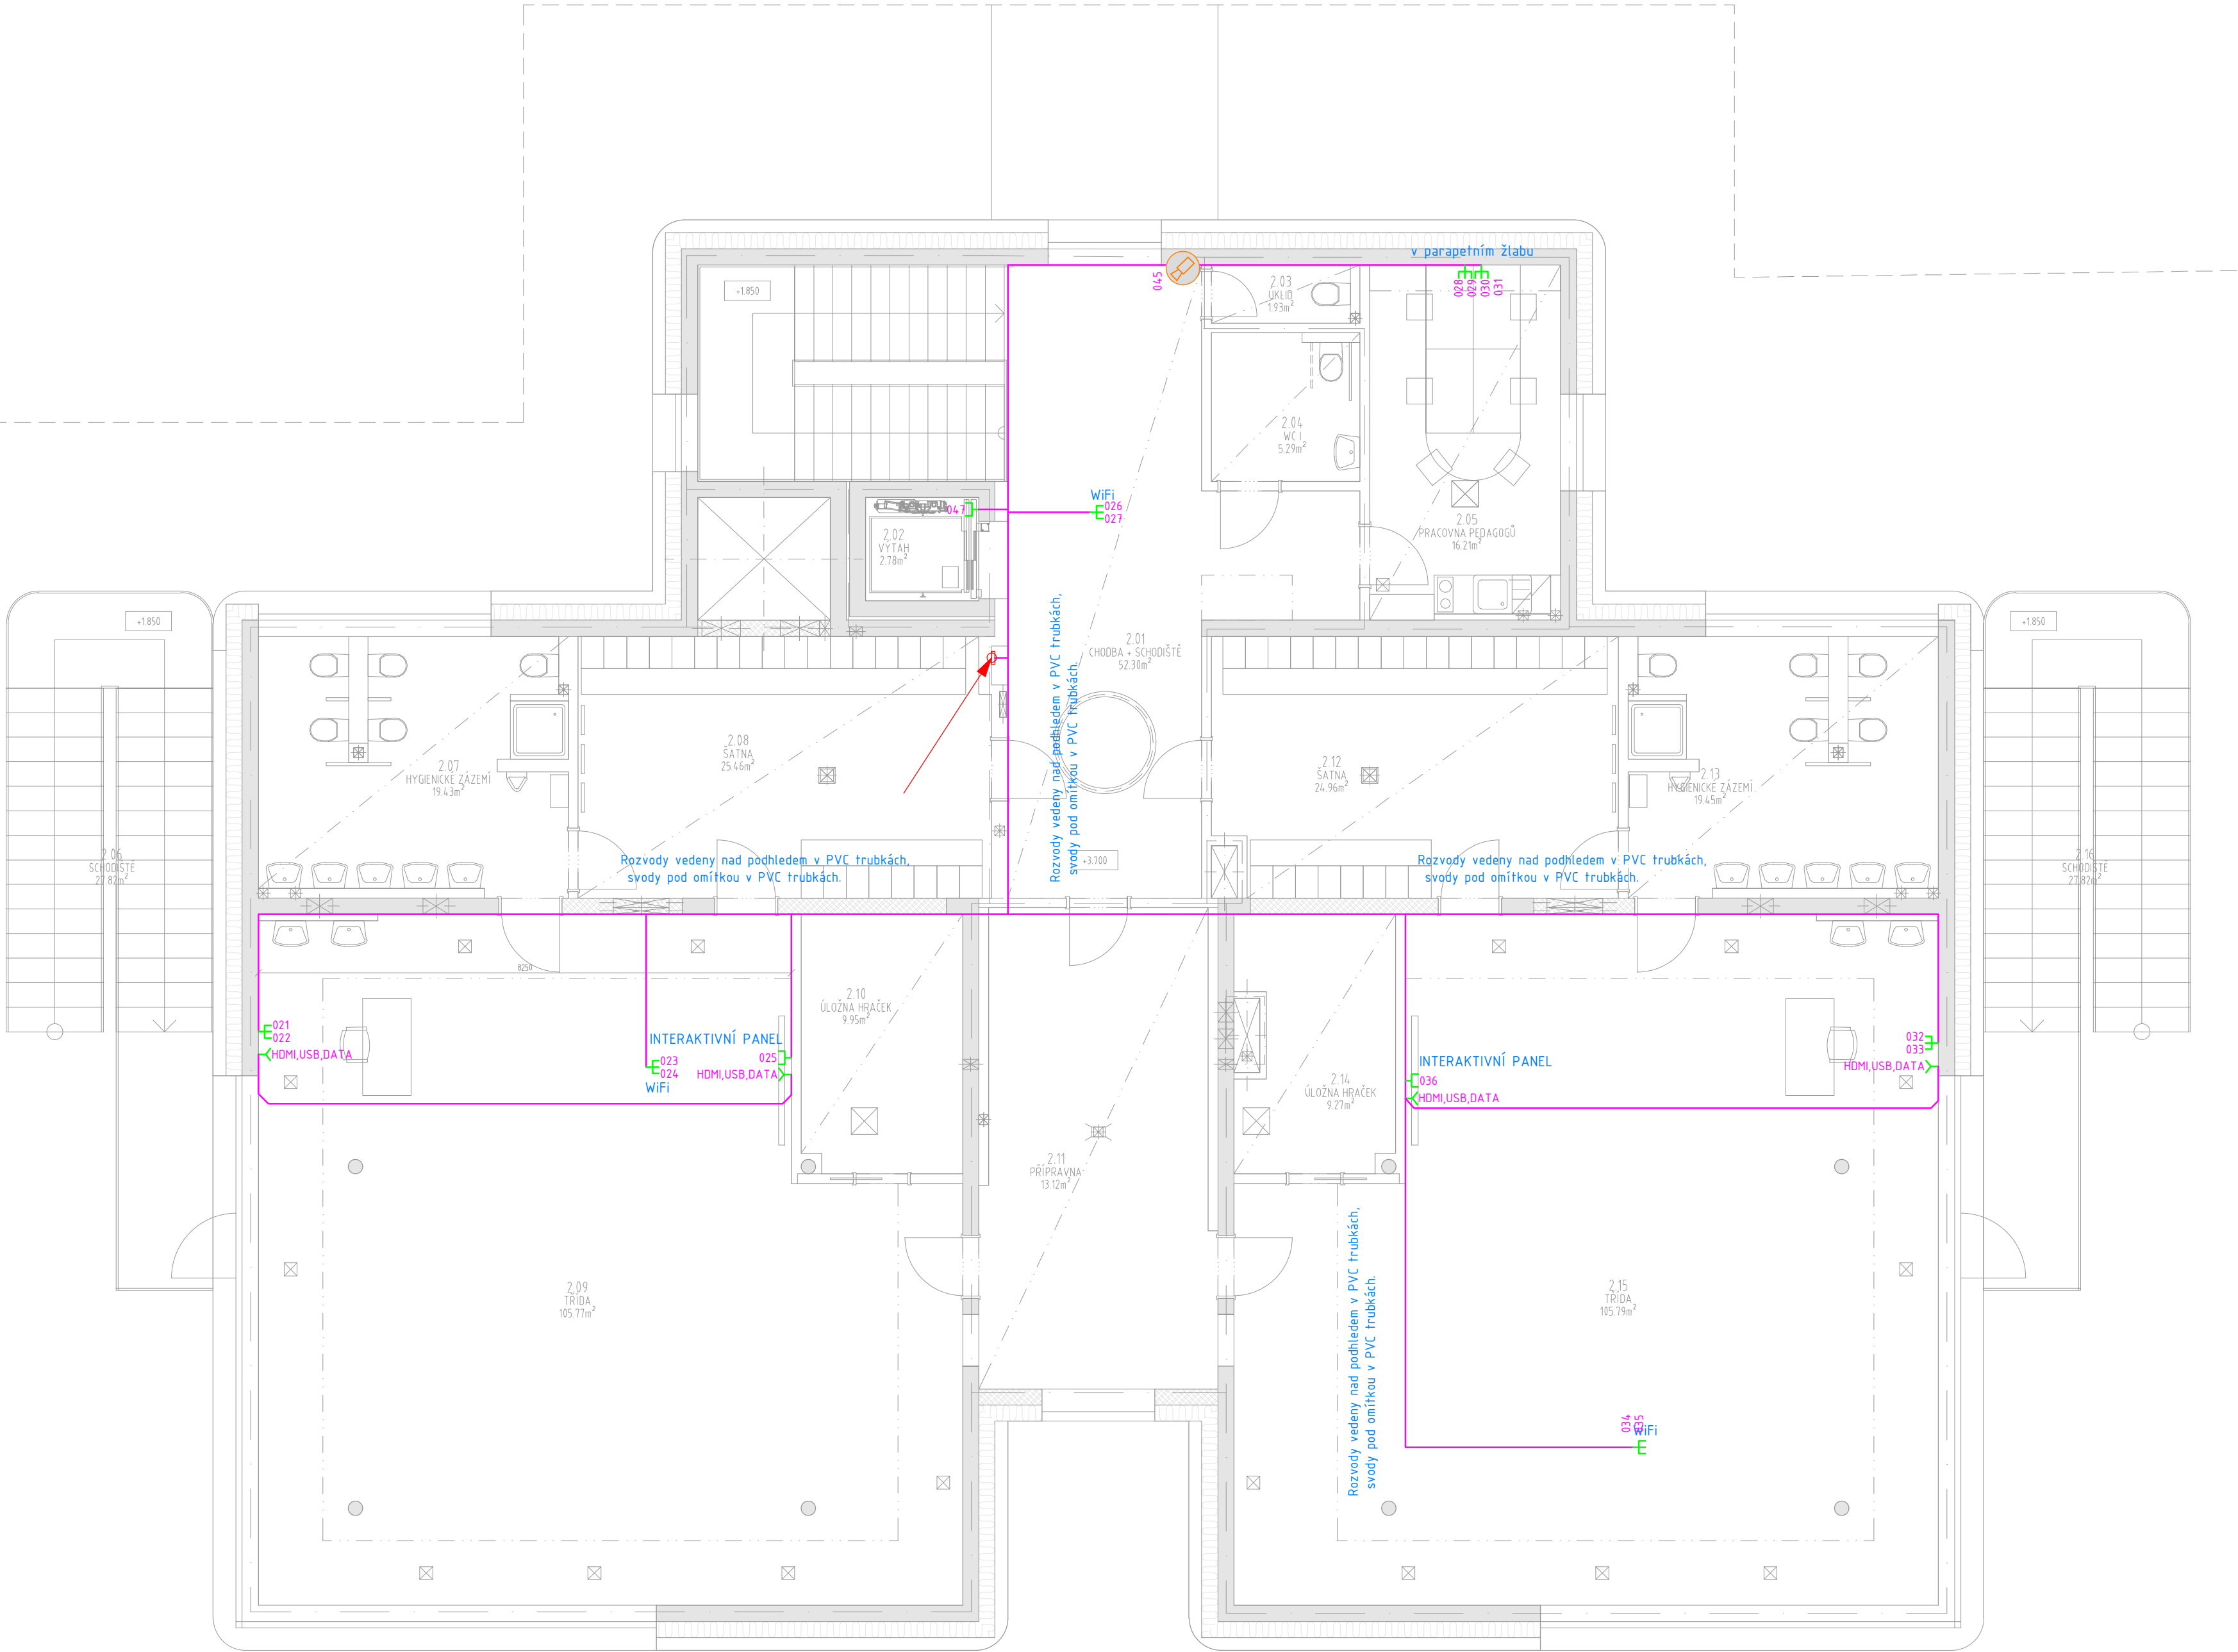 v parapetním žlabu
045
028
029
030
031
2.03
ÚKLID
1.93m²
+1.850
2.04
WC I
5.29m²
WiFi
026
027
047
2.02
VÝTAH
2.78m²
2.05
PRACOVNA PEDAGOGŮ
16.21m²
+1.850
+1.850
2.01
CHODBA + SCHODIŠTĚ
52.30m²
Rozvody vedeny nad podhledem v PVC trubkách,
svody pod omítkou v PVC trubkách.
2.07
HYGIENICKÉ ZÁZEMÍ
19.43m²
2.08
ŠATNA
25.46m²
2.12
ŠATNA
24.96m²
2.13
HYGIENICKÉ ZÁZEMÍ.
19.45m²
2.06
SCHODIŠTĚ
27.82m²
Rozvody vedeny nad podhledem v PVC trubkách,
svody pod omítkou v PVC trubkách.
+3.700
Rozvody vedeny nad podhledem v PVC trubkách,
svody pod omítkou v PVC trubkách.
2.16
SCHODIŠTĚ
27.82m²
8250
2.10
ÚLOŽNA HRAČEK
9.95m²
021
022
HDMI,USB,DATA
INTERAKTIVNÍ PANEL
023
024
WiFi
025
HDMI,USB,DATA
INTERAKTIVNÍ PANEL
036
HDMI,USB,DATA
032
033
HDMI,USB,DATA
2.14
ÚLOŽNA HRAČEK
9.27m²
2.11
PŘÍPRAVNA
13.12m²
2.09
TŘÍDA
105.77m²
2.15
TŘÍDA
105.79m²
Rozvody vedeny nad podhledem v PVC trubkách,
svody pod omítkou v PVC trubkách.
034
035
WiFi